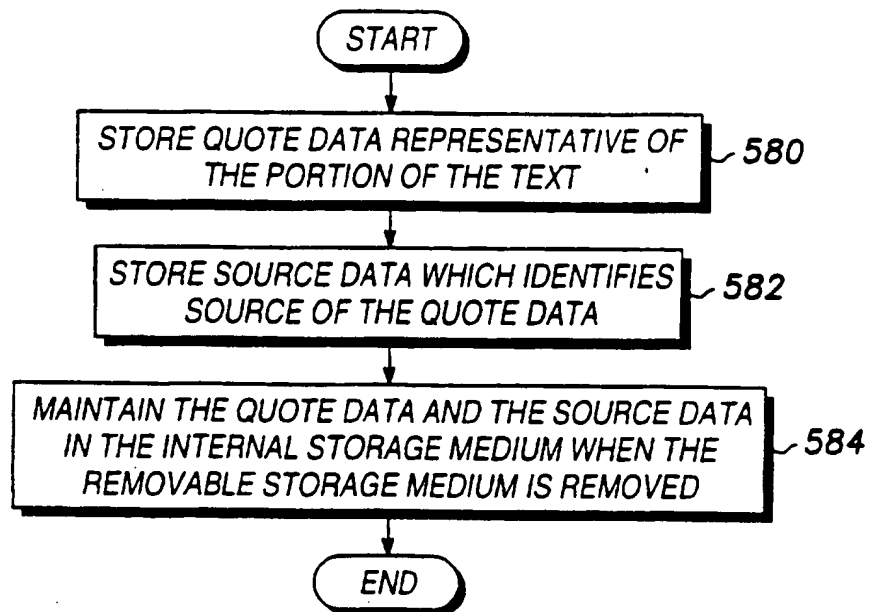 START
STORE QUOTE DATA REPRESENTATIVE OF
THE PORTION OF THE TEXT
580
STORE SOURCE DATA WHICH IDENTIFIES
SOURCE OF THE QUOTE DATA
582
MAINTAIN THE QUOTE DATA AND THE SOURCE DATA
IN THE INTERNAL STORAGE MEDIUM WHEN THE
REMOVABLE STORAGE MEDIUM IS REMOVED
584
END